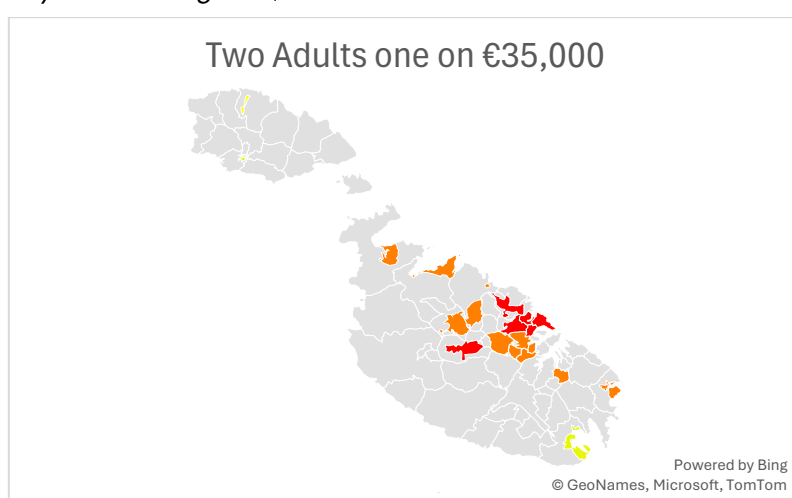 Two Adults one on €35,000
Powered by Bing
© GeoNames, Microsoft, TomTom